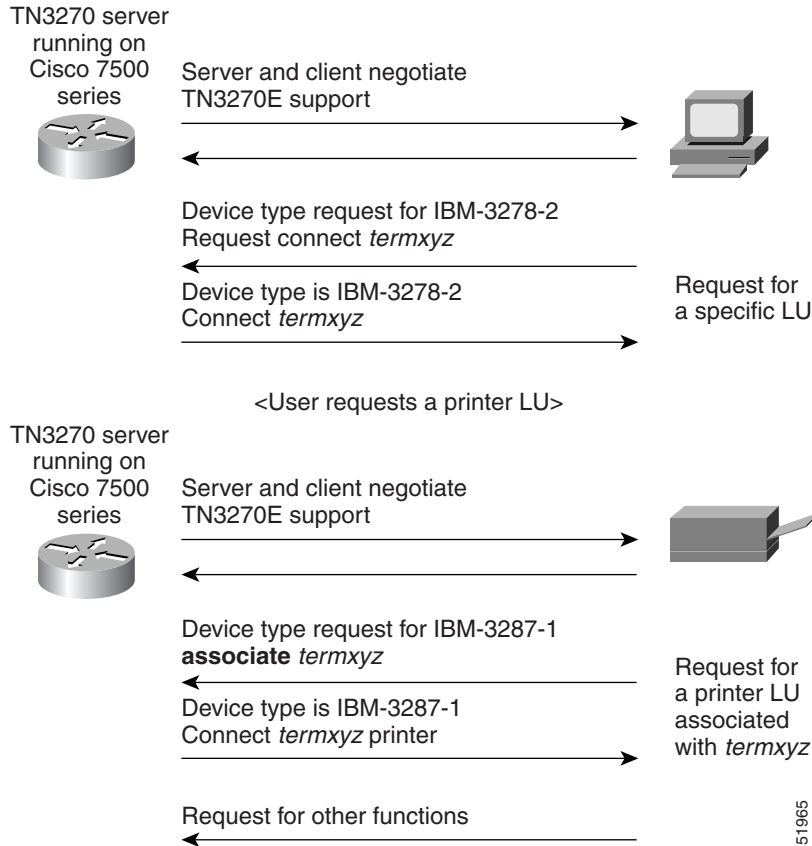 TN3270 server
running on
Cisco 7500
series
Server and client negotiate
TN3270E support
Device type request for IBM-3278-2
Request connect termxyz
Device type is IBM-3278-2
Connect termxyz
Request for
a specific LU
<User requests a printer LU>
TN3270 server
running on
Cisco 7500
series
Server and client negotiate
TN3270E support
Device type request for IBM-3287-1
associate termxyz
Device type is IBM-3287-1
Connect termxyz printer
Request for
a printer LU
associated
with termxyz
Request for other functions
51965